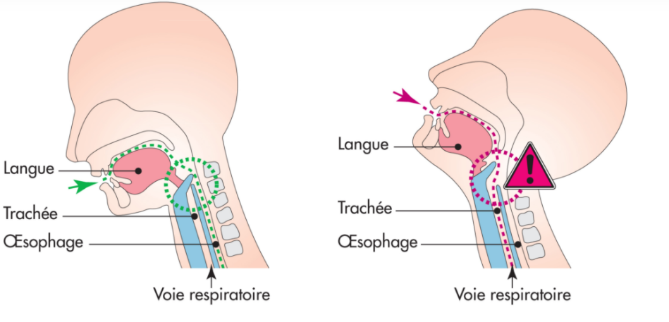 Langue
Trachée
Œsophage
Voie respiratoire
Langue
!
Trachée
Œsophage
Voie respiratoire